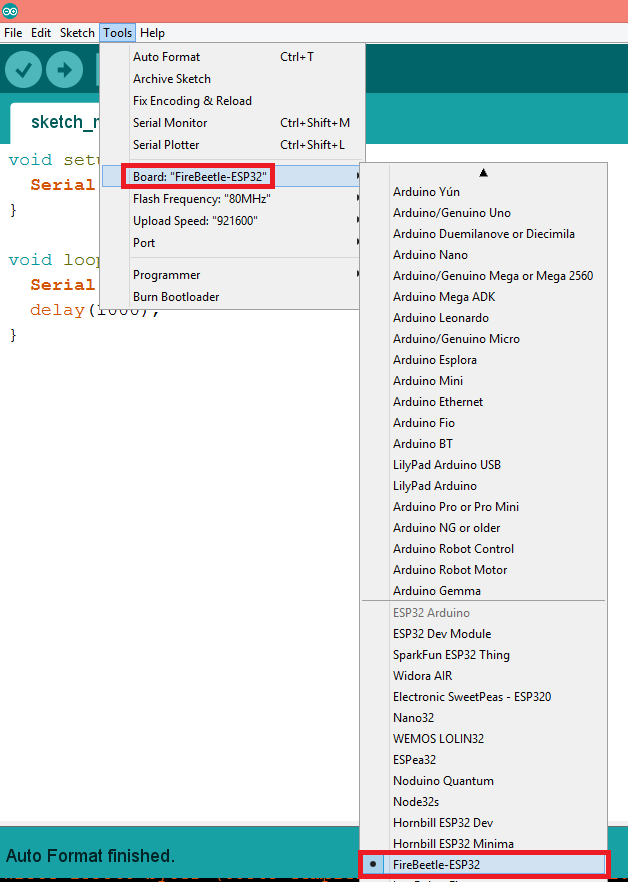 File Edit Sketch Tools Help
Auto Format Ctrl+T
Archive Sketch
Fix Encoding & Reload
Serial Monitor Ctrl+Shift+M
Serial Plotter Ctrl+Shift+L
Board: "FireBeetle-ESP32"
Flash Frequency: "80MHz"
Upload Speed: "921600"
Port
Programmer
Burn Bootloader
void
Serial
}
void
Serial
delay(1000);
}
Arduino Yún
Arduino/Genuino Uno
Arduino Duemilanove or Diecimila
Arduino Nano
Arduino/Genuino Mega or Mega 2560
Arduino Mega ADK
Arduino Leonardo
Arduino/Genuino Micro
Arduino Esplora
Arduino Mini
Arduino Ethernet
Arduino Fio
Arduino BT
LilyPad Arduino USB
LilyPad Arduino
Arduino Pro or Pro Mini
Arduino NG or older
Arduino Robot Control
Arduino Robot Motor
Arduino Gemma
ESP32 Arduino
ESP32 Dev Module
SparkFun ESP32 Thing
Widora AIR
Electronic SweetPeas - ESP320
Nano32
WEMOS LOLIN32
ESPea32
Noduino Quantum
Node32s
Hornbill ESP32 Dev
Hornbill ESP32 Minima
FireBeetle-ESP32
Auto Format finished.